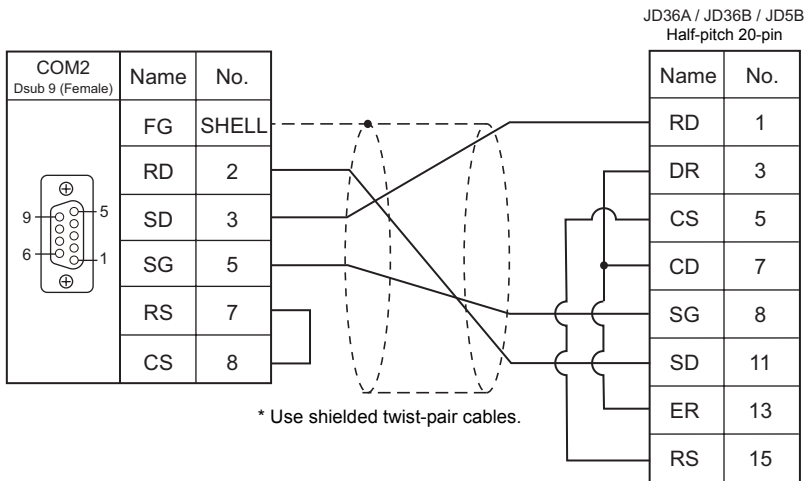 JD36A / JD36B / JD5B
Half-pitch 20-pin
COM2
Dsub 9 (Female)
Name No.
FG SHELL
RD 2
SD 3
SG 5
RS 7
CS 8
9
5
6
1
Name No.
RD 1
DR 3
CS 5
CD 7
SG 8
SD 11
ER 13
RS 15
* Use shielded twist-pair cables.